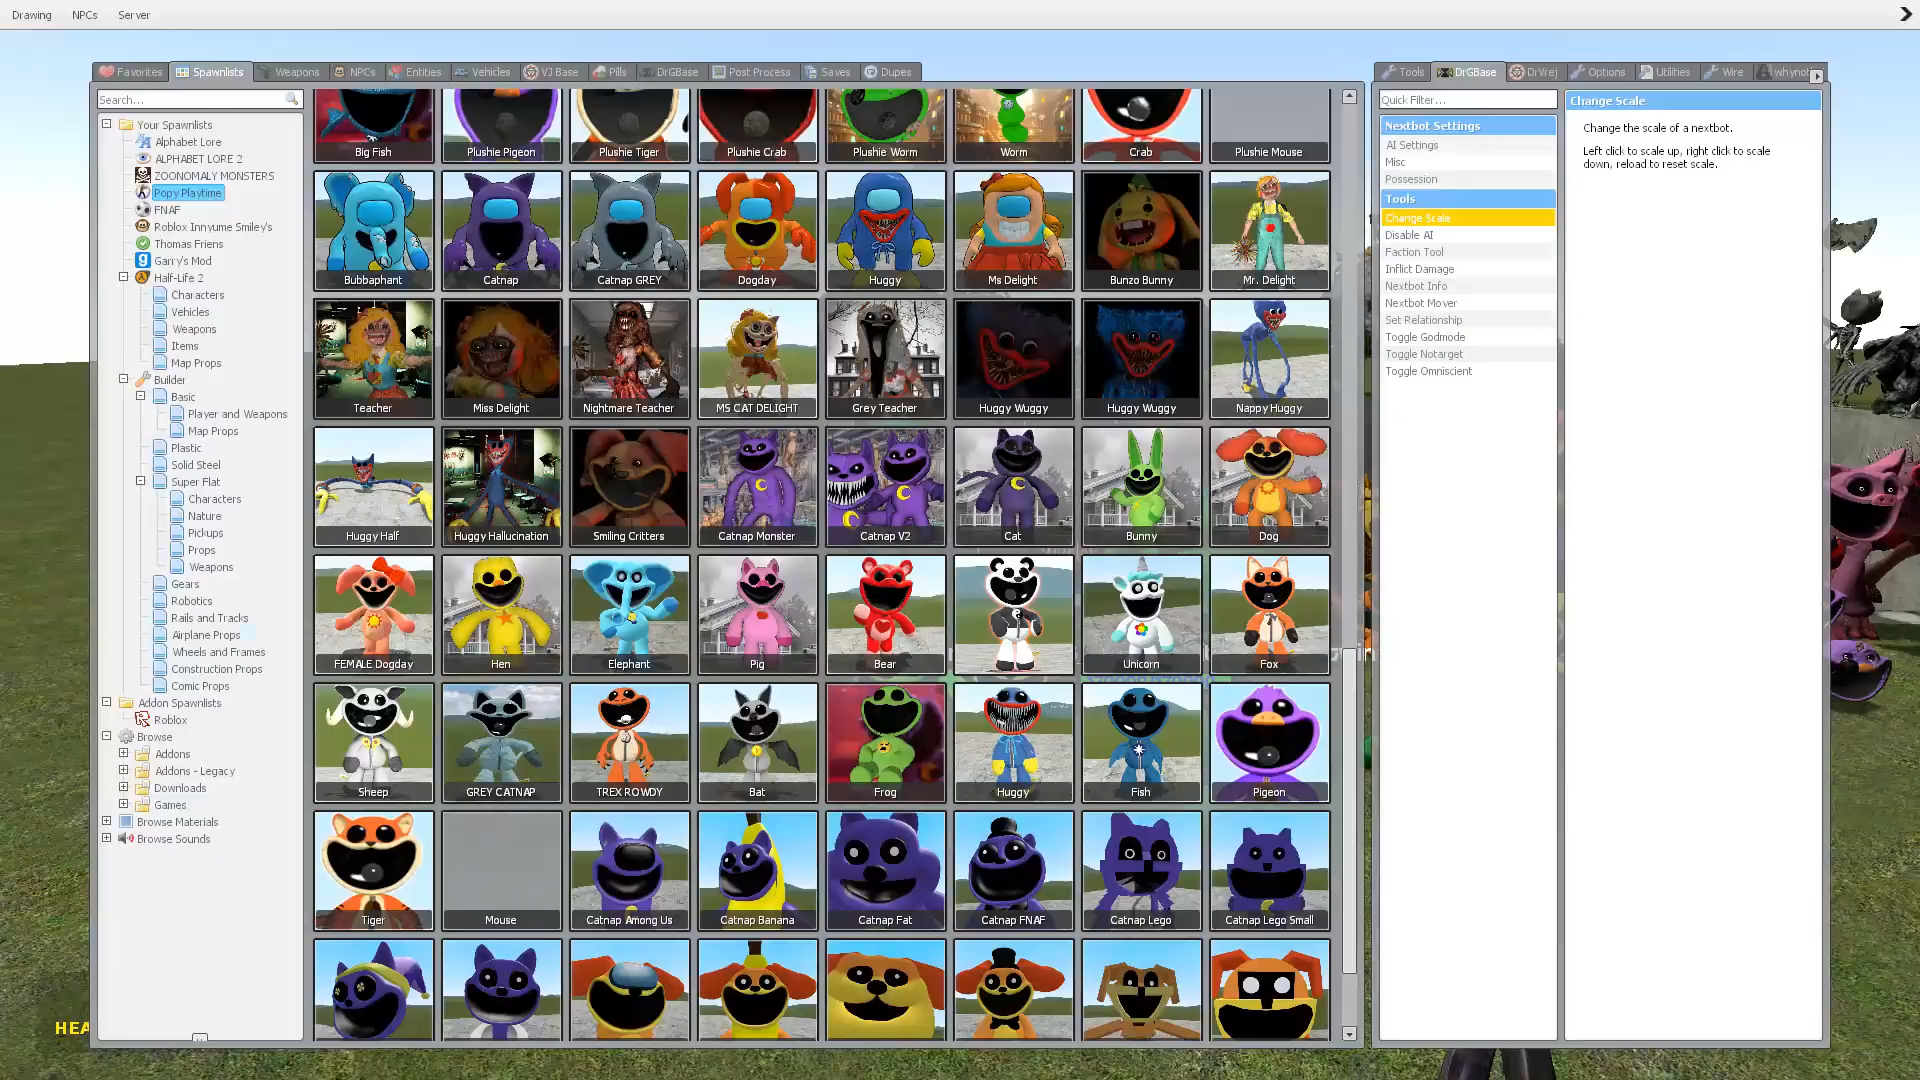 Drawing NPCs Server
Favorites Spawnlists Weapons NPCs Entities Vehicles VJ Base Pills DrGBase Post Process Saves Dupes
Tools DrGBase DrVrej Options Utilities Wire whyno
Search...
Your Spawnlists
Alphabet Lore
ALPHABET LORE 2
ZOONOMALY MONSTERS
Popy Playtime
FNAF
Roblox Innyume Smiley's
Thomas Friens
Garry's Mod
Half-Life 2
Characters
Vehicles
Weapons
Items
Map Props
Builder
Basic
Player and Weapons
Map Props
Plastic
Solid Steel
Super Flat
Characters
Nature
Pickups
Props
Weapons
Gears
Robotics
Rails and Tracks
Airplane Props
Wheels and Frames
Construction Props
Comic Props
Addon Spawnlists
Roblox
Browse
Addons
Addons - Legacy
Downloads
Games
Browse Materials
Browse Sounds
Big Fish Plushie Pigeon Plushie Tiger Plushie Crab Plushie Worm Worm Crab Plushie Mouse
Bubbaphant Catnap Catnap GREY Dogday Huggy Ms Delight Bunzo Bunny Mr. Delight
Teacher Miss Delight Nightmare Teacher MS CAT DELIGHT Grey Teacher Huggy Wuggy Huggy Wuggy Nappy Huggy
Huggy Half Huggy Hallucination Smiling Critters Catnap Monster Catnap V2 Cat Bunny Dog
FEMALE Dogday Hen Elephant Pig Bear Unicorn Fox
Sheep GREY CATNAP TREX ROWDY Bat Frog Huggy Fish Pigeon
Tiger Mouse Catnap Among Us Catnap Banana Catnap Fat Catnap FNAF Catnap Lego Catnap Lego Small
Quick Filter...
Nextbot Settings
AI Settings
Misc
Possession
Tools
Change Scale
Disable AI
Faction Tool
Inflict Damage
Nextbot Info
Nextbot Mover
Set Relationship
Toggle Godmode
Toggle Notarget
Toggle Omniscient
Change Scale
Change the scale of a nextbot.
Left click to scale up, right click to scale
down, reload to reset scale.
HEA